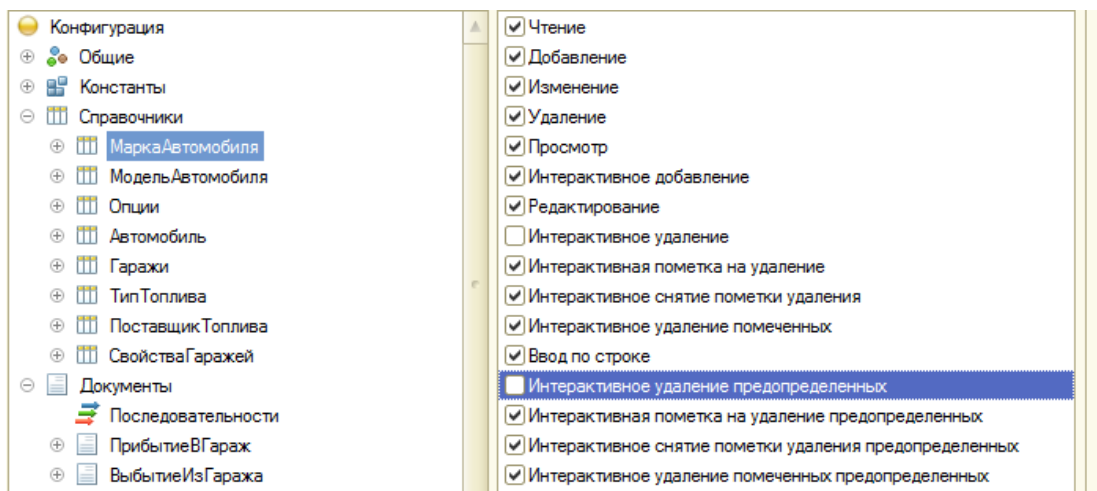 Конфигурация
Общие
Константы
Справочники
МаркаАвтомобиля
МодельАвтомобиля
Опции
Автомобиль
Гаражи
ТипТоплива
ПоставщикТоплива
СвойстваГаражей
Документы
Последовательности
ПрибытиеВГараж
ВыбытиеИзГаража
Чтение
Добавление
Изменение
Удаление
Просмотр
Интерактивное добавление
Редактирование
Интерактивное удаление
Интерактивная пометка на удаление
Интерактивное снятие пометки удаления
Интерактивное удаление помеченных
Ввод по строке
Интерактивное удаление предопределенных
Интерактивная пометка на удаление предопределенных
Интерактивное снятие пометки удаления предопределенных
Интерактивное удаление помеченных предопределенных